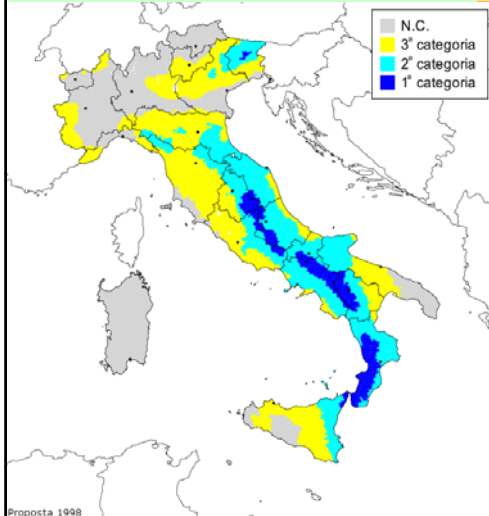 N.C.
3ª categoria
2ª categoria
1ª categoria
Proposta 1998